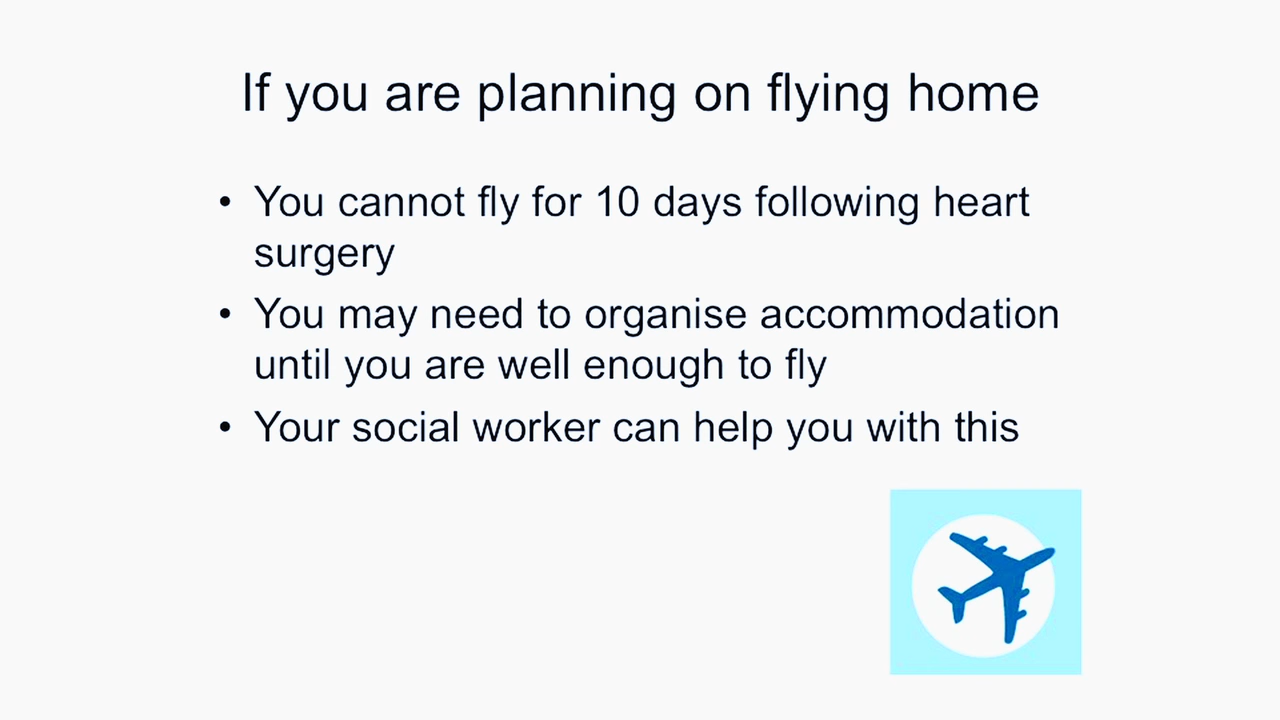 If you are planning on flying home
• You cannot fly for 10 days following heart
surgery
• You may need to organise accommodation
until you are well enough to fly
• Your social worker can help you with this